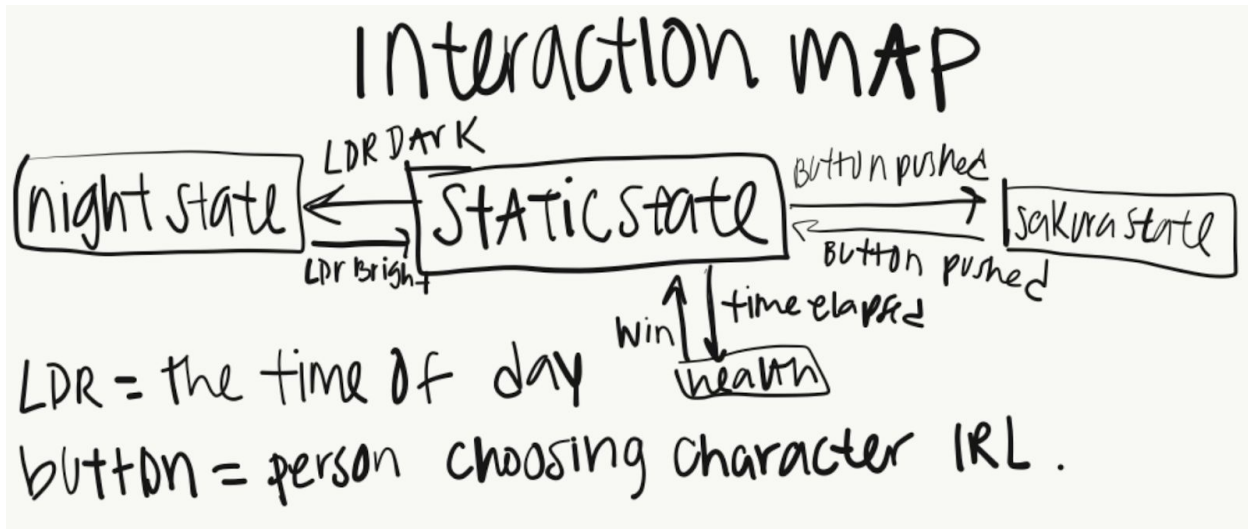 Interaction MAP
LDR DArK
night state
STATiC state
Button pushed
sakura state
LDr Bright
Button pushed
win
time elapsed
health
LDR = the time of day
button = person choosing character IRL.